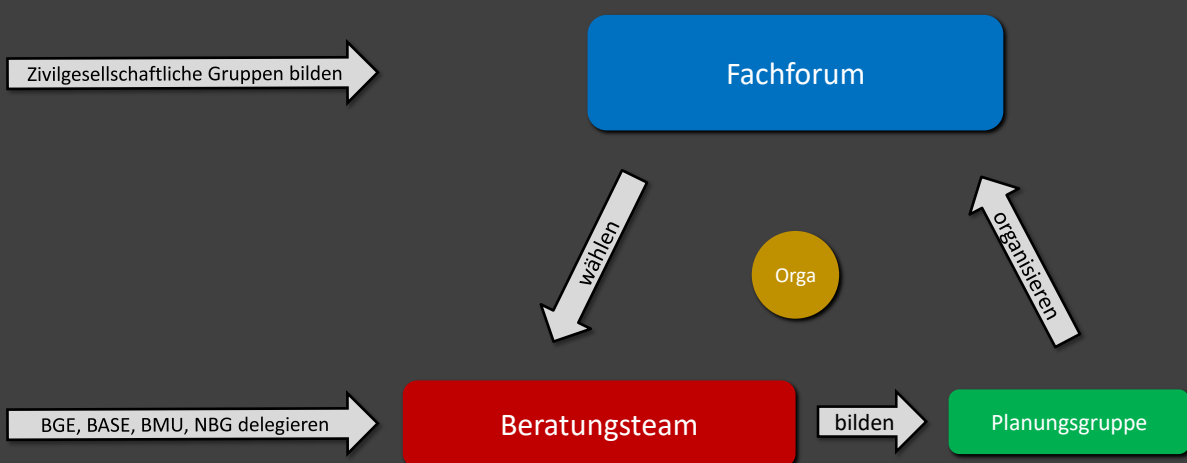 Zivilgesellschaftliche Gruppen bilden
Fachforum
wählen
Orga
organisieren
BGE, BASE, BMU, NBG delegieren
Beratungsteam
bilden
Planungsgruppe